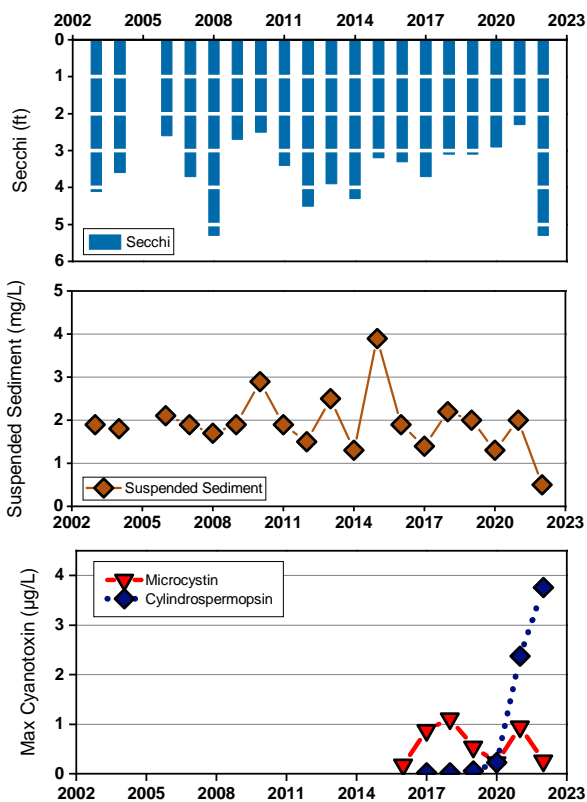 2002 2005 2008 2011 2014 2017 2020 2023
0
1
2
3
4
5
6
Secchi (ft)
Secchi
5
4
3
2
1
0
Suspended Sediment (mg/L)
Suspended Sediment
2002 2005 2008 2011 2014 2017 2020 2023
4
3
2
1
0
Max Cyanotoxin (µg/L)
Microcystin
Cylindrospermopsin
2002 2005 2008 2011 2014 2017 2020 2023